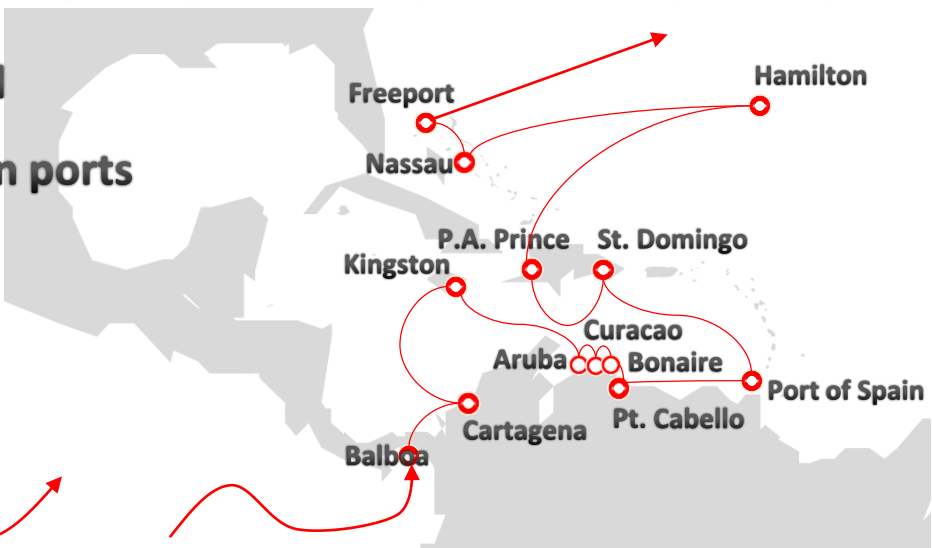 Hamilton
Freeport
Nassau
n ports
P.A. Prince
St. Domingo
Kingston
Curacao
Aruba
Bonaire
Port of Spain
Pt. Cabello
Cartagena
Balboa